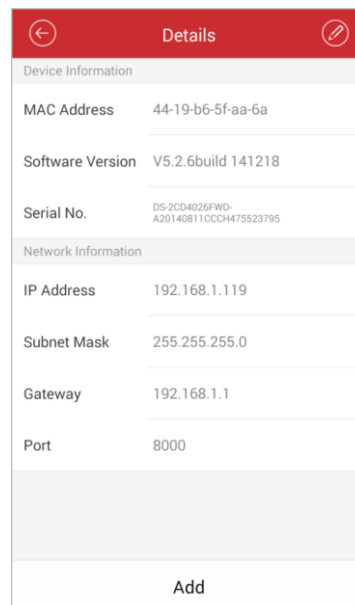 Details
Device Information
MAC Address 44-19-b6-5f-aa-6a
Software Version V5.2.6build 141218
Serial No. DS-2CD4026FWD-
A20140811CCCH475523795
Network Information
IP Address 192.168.1.119
Subnet Mask 255.255.255.0
Gateway 192.168.1.1
Port 8000
Add